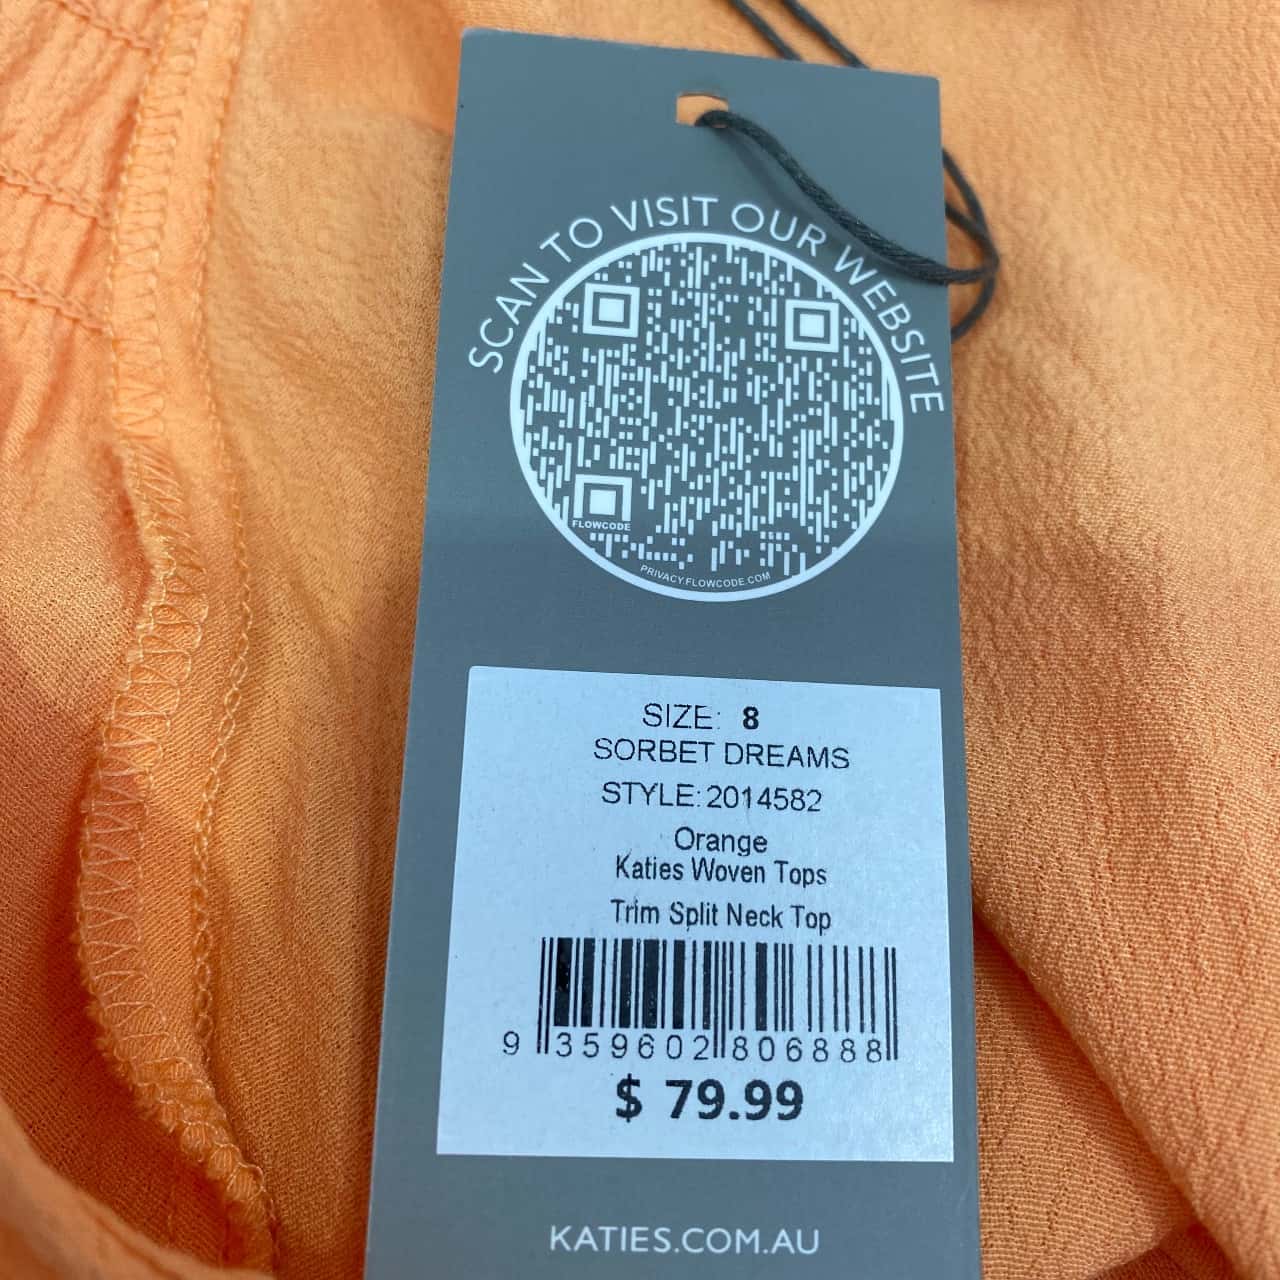 SCAN TO VISIT OUR WEBSITE
FLOWCODE
PRIVACY.FLOWCODE.COM
SIZE: 8
SORBET DREAMS
STYLE: 2014582
Orange
Katies Woven Tops
Trim Split Neck Top
9 359602 806888
$ 79.99
KATIES.COM.AU